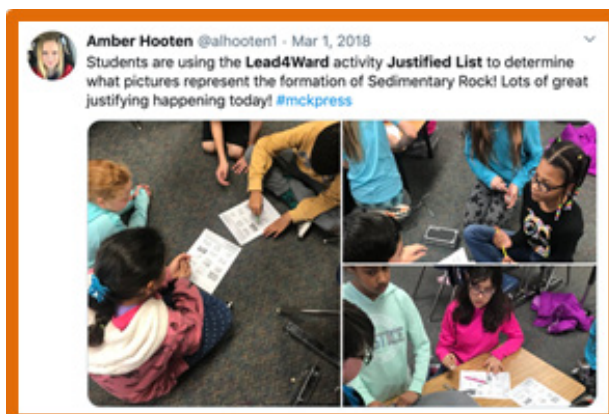 Amber Hooten @alhooten1 · Mar 1, 2018
Students are using the Lead4Ward activity Justified List to determine
what pictures represent the formation of Sedimentary Rock! Lots of great
justifying happening today! #mckpress